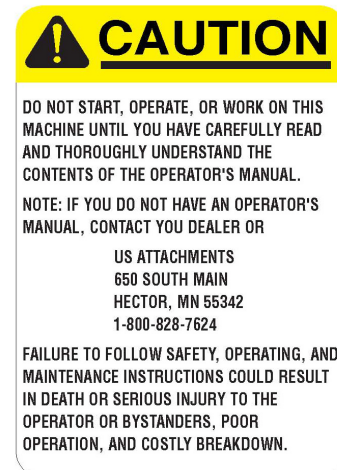 CAUTION
DO NOT START, OPERATE, OR WORK ON THIS
MACHINE UNTIL YOU HAVE CAREFULLY READ
AND THOROUGHLY UNDERSTAND THE
CONTENTS OF THE OPERATOR'S MANUAL.
NOTE: IF YOU DO NOT HAVE AN OPERATOR'S
MANUAL, CONTACT YOU DEALER OR
US ATTACHMENTS
650 SOUTH MAIN
HECTOR, MN 55342
1-800-828-7624
FAILURE TO FOLLOW SAFETY, OPERATING, AND
MAINTENANCE INSTRUCTIONS COULD RESULT
IN DEATH OR SERIOUS INJURY TO THE
OPERATOR OR BYSTANDERS, POOR
OPERATION, AND COSTLY BREAKDOWN.